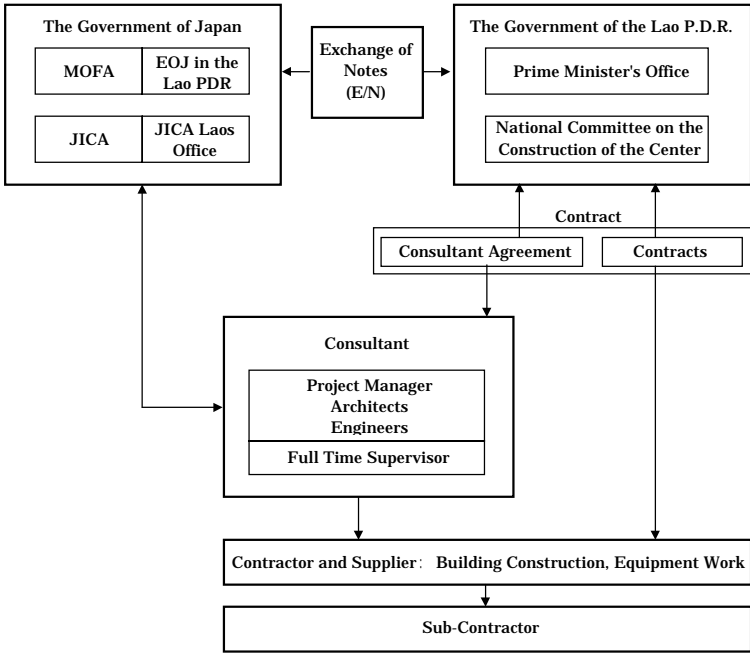 The Government of Japan
MOFA
EOJ in the
Lao PDR
JICA
JICA Laos
Office
Exchange of
Notes
(E/N)
The Government of the Lao P.D.R.
Prime Minister's Office
National Committee on the
Construction of the Center
Contract
Consultant Agreement
Contracts
Consultant
Project Manager
Architects
Engineers
Full Time Supervisor
Contractor and Supplier: Building Construction, Equipment Work
Sub-Contractor